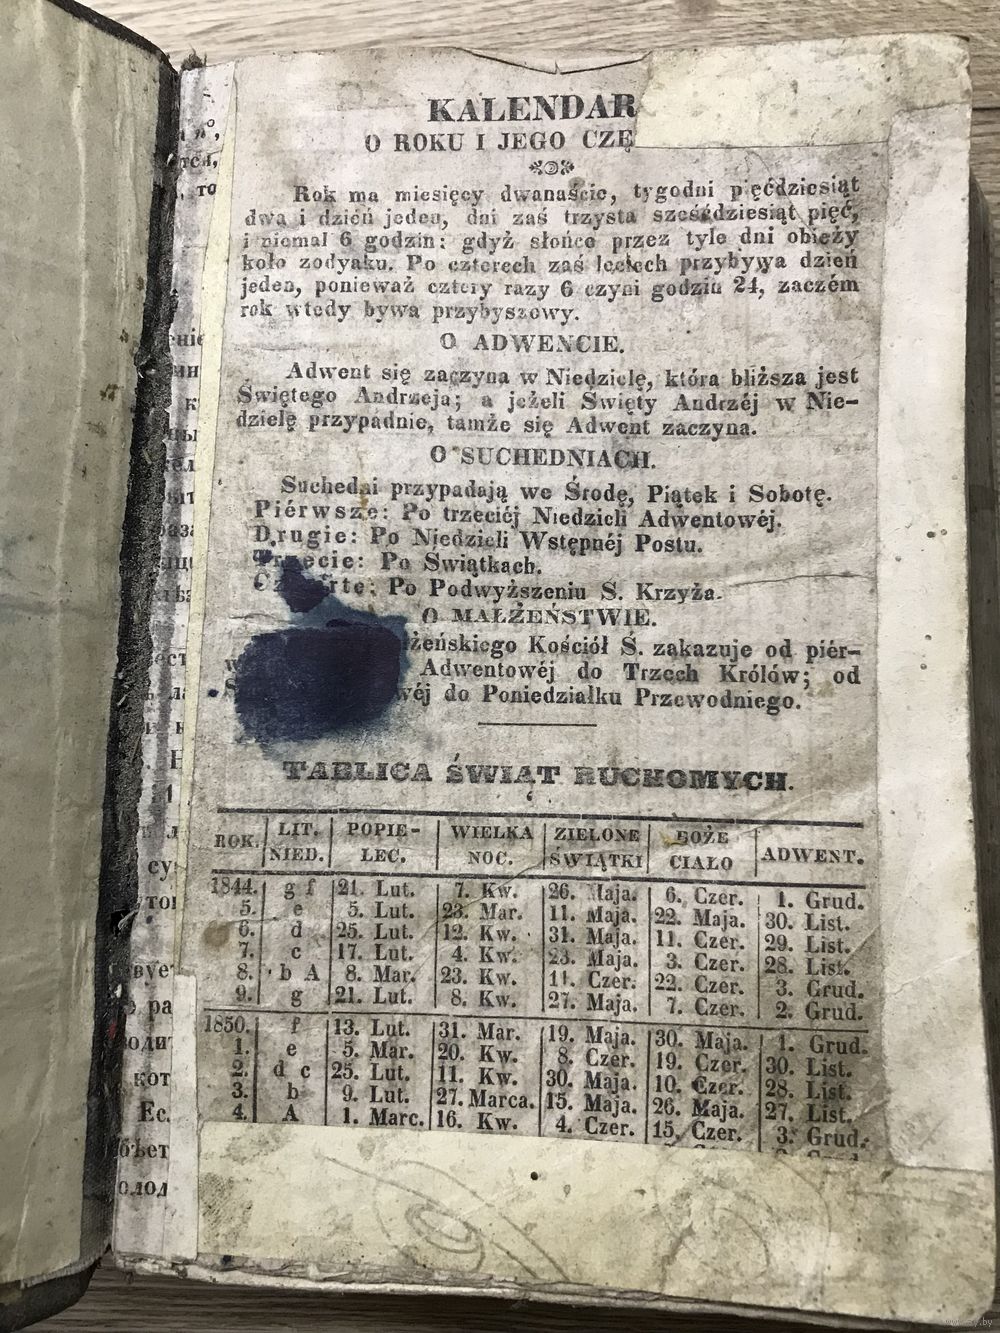 KALENDAR
O ROKU I JEGO CZĘ
Rok ma miesięcy dwanaście, tygodni pięćdziesiąt
dwa i dzień jeden, dni zaś trzysta sześćdziesiąt pięć,
i niemal 6 godzin: gdyż słońce przez tyle dni obieży
koło zodyaku. Po czterech zaś leciech przybywa dzień
jeden, ponieważ cztery razy 6 czyni godzin 24, zaczém
rok wtedy bywa przybyszowy.
O ADWENCIE.
Adwent się zaczyna w Niedzielę, która bliższa jest
Świętego Andrzeja; a jeżeli Swięty Andrzéj w Nie-
dzielę przypadnie, tamże się Adwent zaczyna.
O SUCHEDNIACH.
Suchedni przypadają we Środę, Piątek i Sobotę.
Piérwsze: Po trzeciéj Niedzieli Adwentowéj.
Drugie: Po Niedzieli Wstępnéj Postu.
Trzecie: Po Swiątkach.
Po Podwyższeniu S. Krzyża.
O MAŁŻEŃSTWIE.
żeńskiego Kościół Ś. zakazuje od piér-
Adwentowéj do Trzech Królów; od
wéj do Poniedziałku Przewodniego.
TABLICA ŚWIĄT RUCHOMYCH.
ROK. LIT. NIED. POPIE-LEC. WIELKA NOC. ZIELONE ŚWIĄTKI BOŻE CIAŁO ADWENT.
1844. g f 21. Lut. 7. Kw. 26. Maja. 6. Czer. 1. Grud.
5. e 5. Lut. 23. Mar. 11. Maja. 22. Maja. 30. List.
6. d 25. Lut. 12. Kw. 31. Maja. 11. Czer. 29. List.
7. c 17. Lut. 4. Kw. 23. Maja. 3. Czer. 28. List.
8. b A 8. Mar. 23. Kw. 11. Czer. 22. Czer. 3. Grud.
9. g 21. Lut. 8. Kw. 27. Maja. 7. Czer. 2. Grud.
1850. f 13. Lut. 31. Mar. 19. Maja. 30. Maja. 1. Grud.
1. e 5. Mar. 20. Kw. 8. Czer. 19. Czer. 30. List.
2. d c 25. Lut. 11. Kw. 30. Maja. 10. Czer. 28. List.
3. b 9. Lut. 27. Marca. 15. Maja. 26. Maja. 27. List.
4. A 1. Marc. 16. Kw. 4. Czer. 15. Czer. 3. Grud.